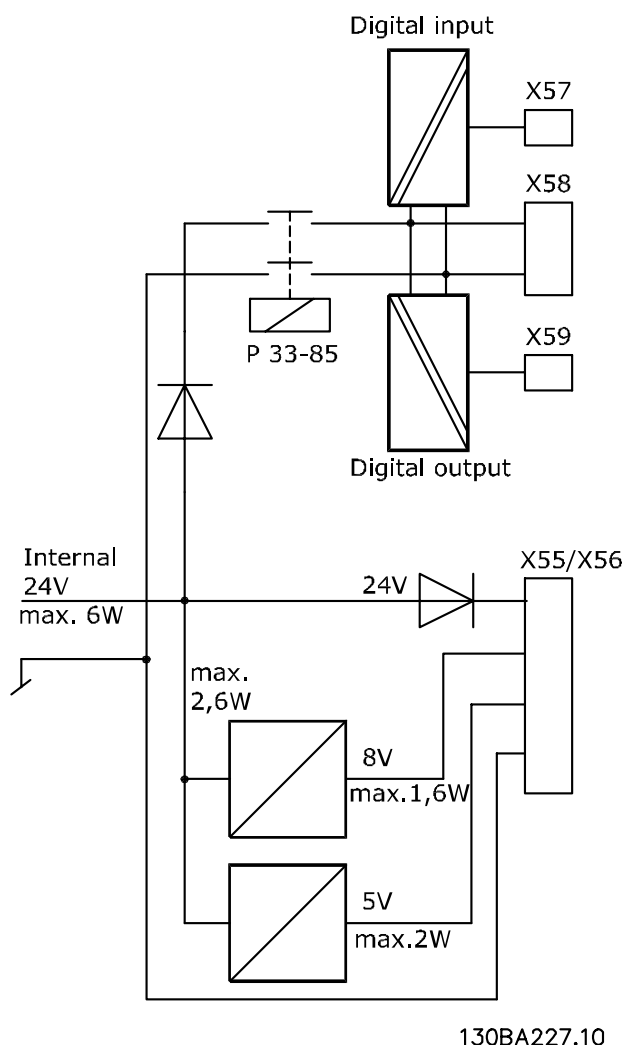 Digital input
X57
X58
P 33-85
X59
Digital output
Internal
24V
max. 6W
24V
X55/X56
max.
2,6W
8V
max.1,6W
5V
max.2W
130BA227.10